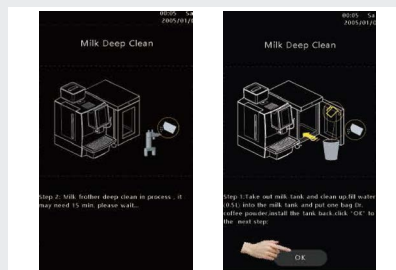 00:05 Sa
2005/01/0
Milk Deep Clean
Step 2: Milk frother deep clean in process , it
may need 15 min, please wait...
00:05 Sa
2005/01/0
Milk Deep Clean
Step 1:Take out milk tank and clean up,fill water
(0.5L) into the milk tank and put one bag Dr.
coffee powder,install the tank back,click "OK" to
the next step:
OK